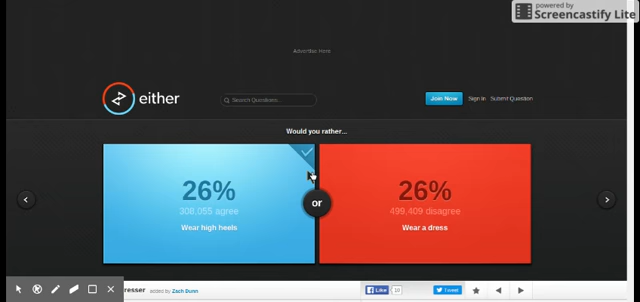 powered by
Screencastify Lite
Advertise Here
either
Search Questions...
Join Now Sign In Submit Question
Would you rather...
26%
308,055 agree
Wear high heels
or
26%
499,409 disagree
Wear a dress
resser added by Zach Dunn
Like 10
Tweet